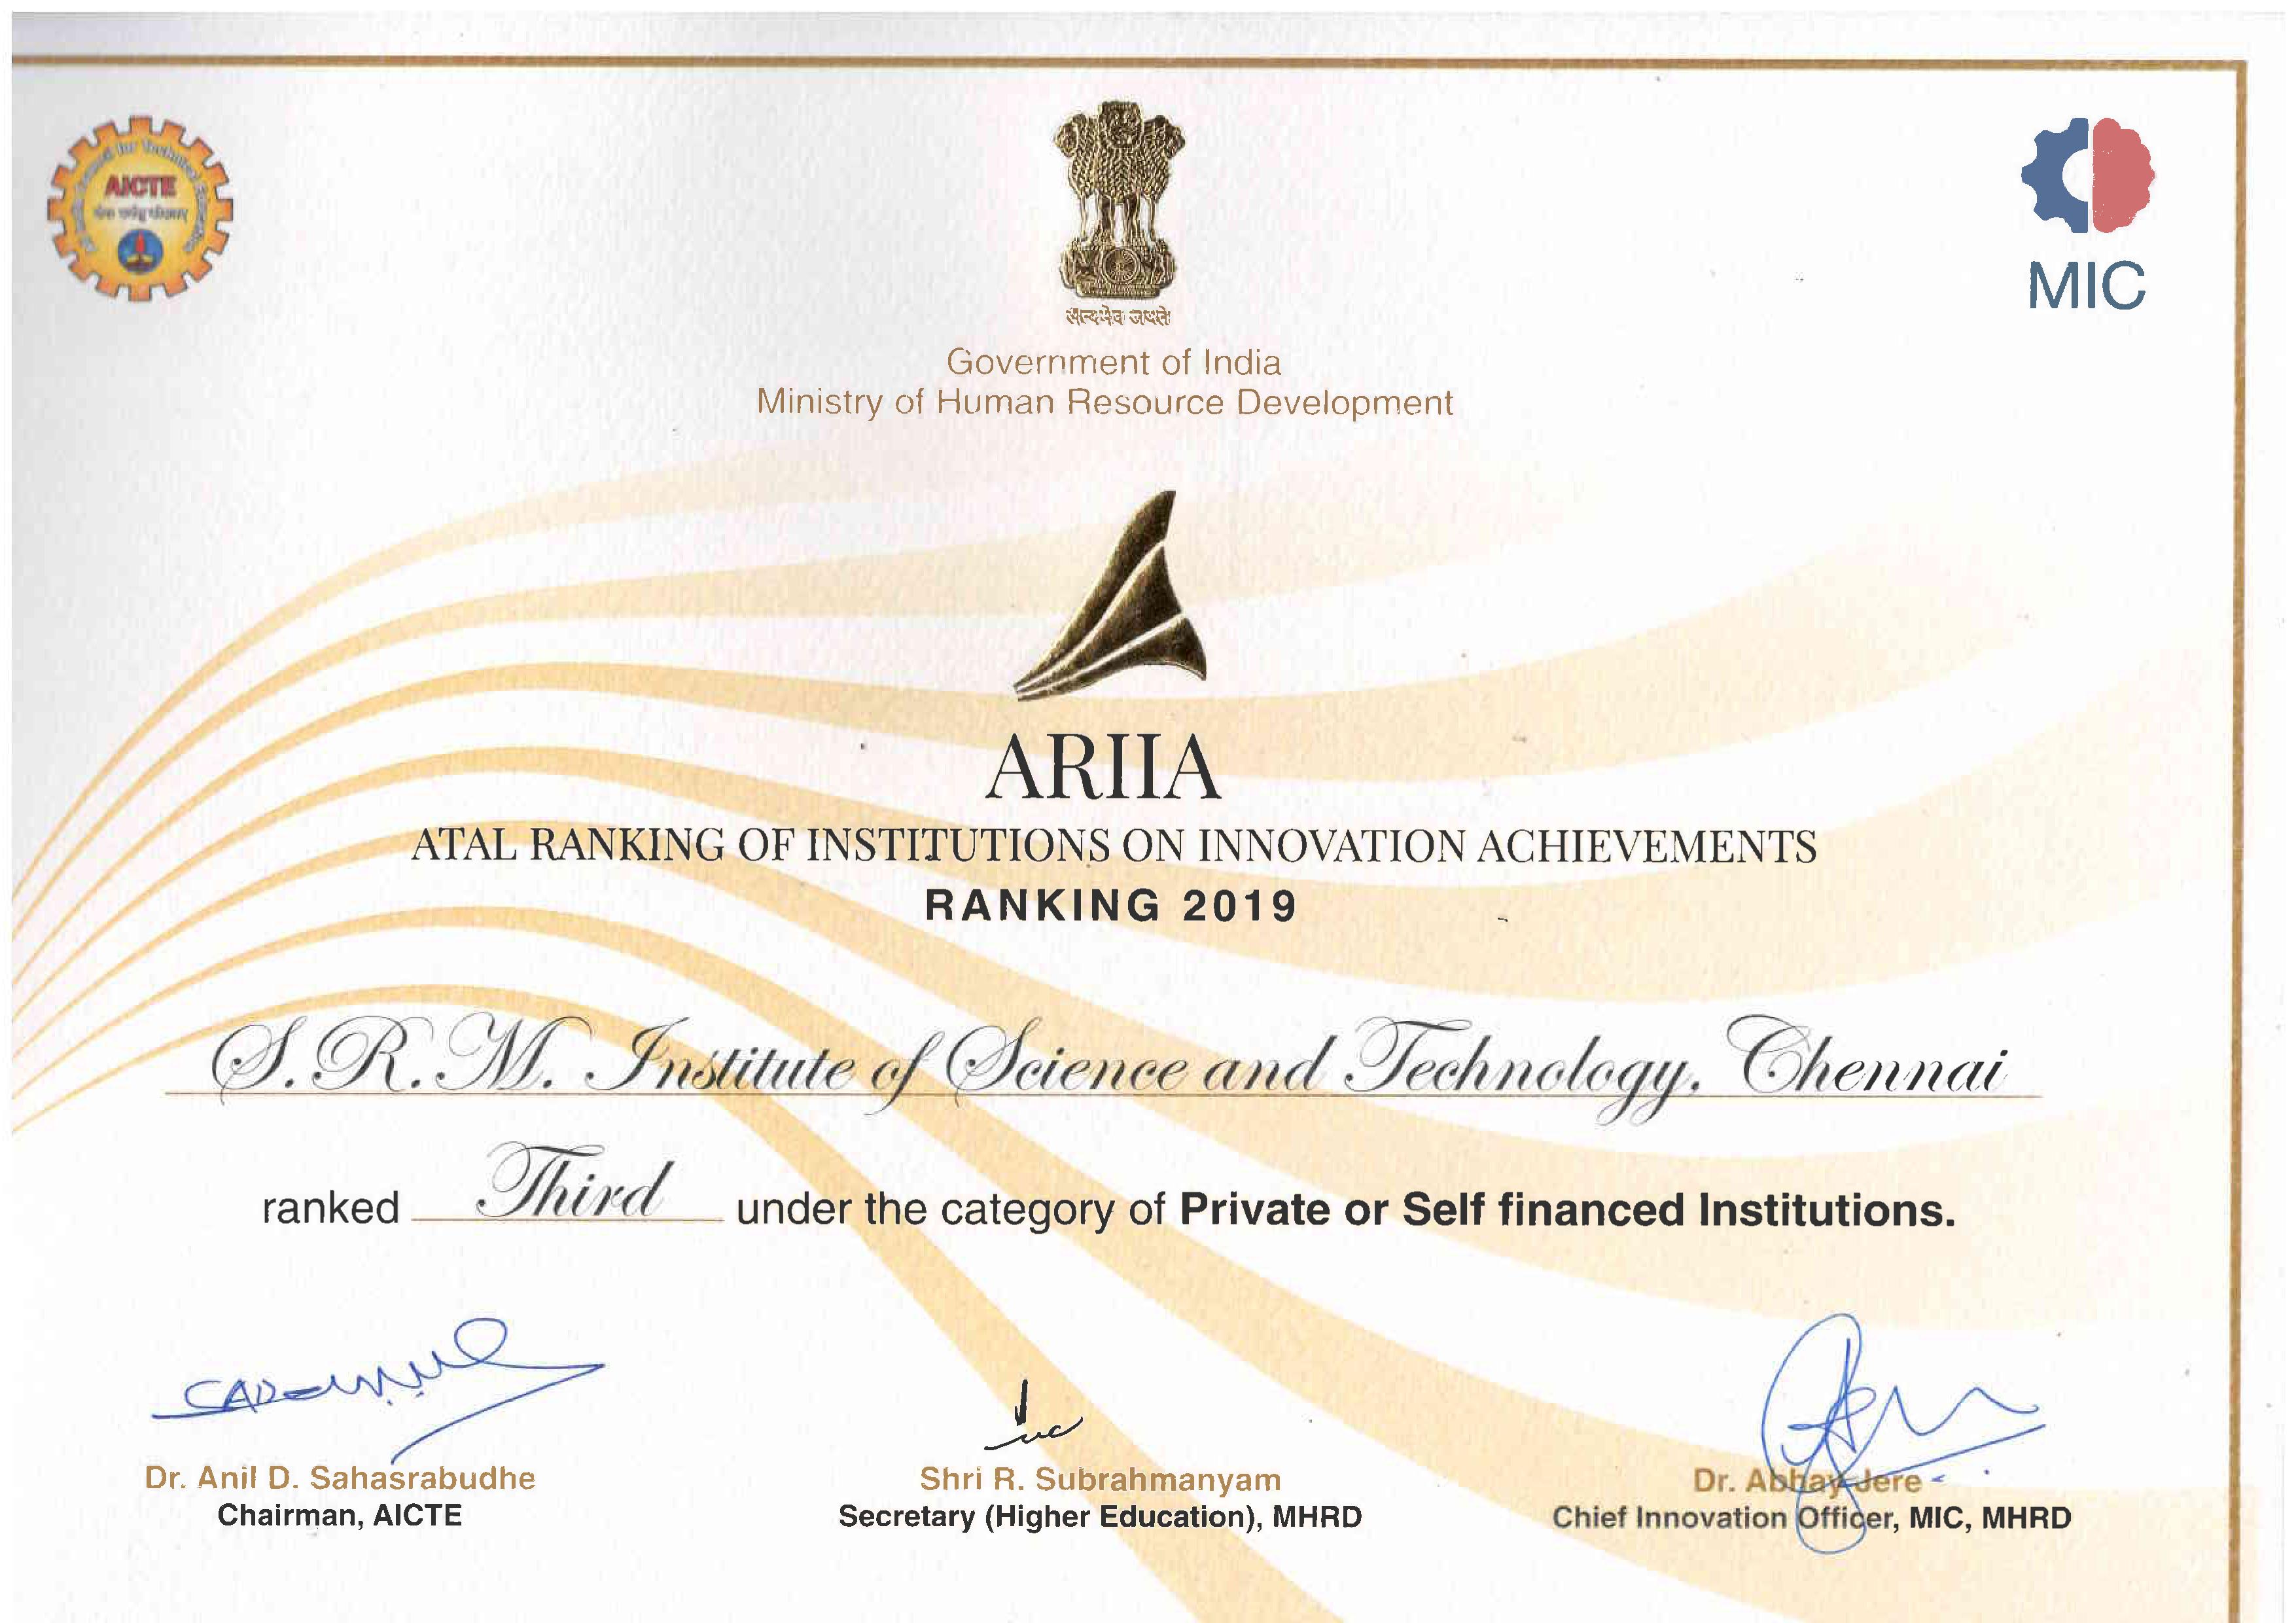 AICTE
सत्यमेव जयते
MIC
Government of India
Ministry of Human Resource Development
ARIIA
ATAL RANKING OF INSTITUTIONS ON INNOVATION ACHIEVEMENTS
RANKING 2019
S.R.M. Institute of Science and Technology, Chennai
ranked Third under the category of Private or Self financed Institutions.
Dr. Anil D. Sahasrabudhe
Chairman, AICTE
Shri R. Subrahmanyam
Secretary (Higher Education), MHRD
Dr. Abhay Jere
Chief Innovation Officer, MIC, MHRD